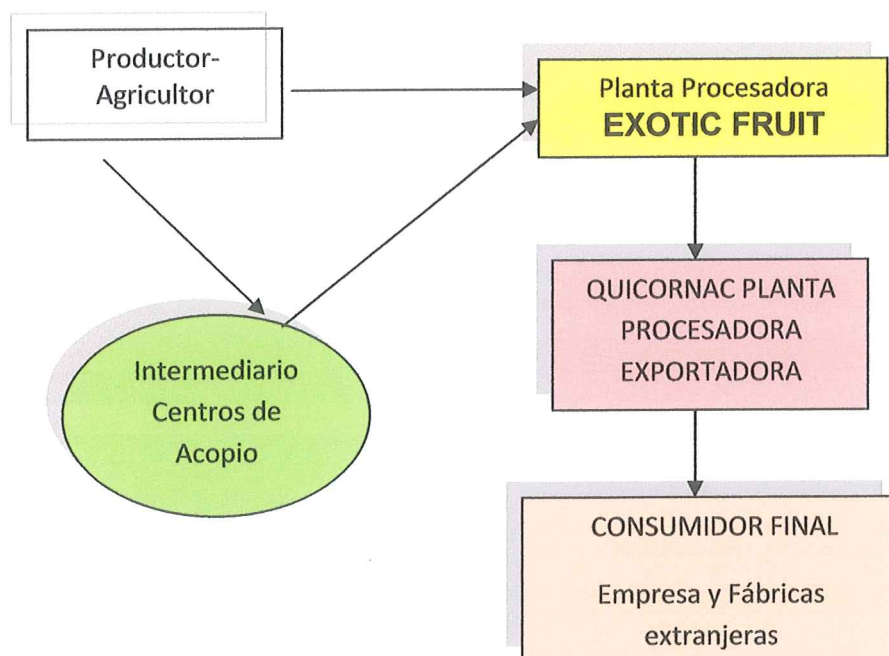 Productor-
Agricultor
Planta Procesadora
EXOTIC FRUIT
Intermediario
Centros de
Acopio
QUICORNAC PLANTA
PROCESADORA
EXPORTADORA
CONSUMIDOR FINAL
Empresa y Fábricas
extranjeras